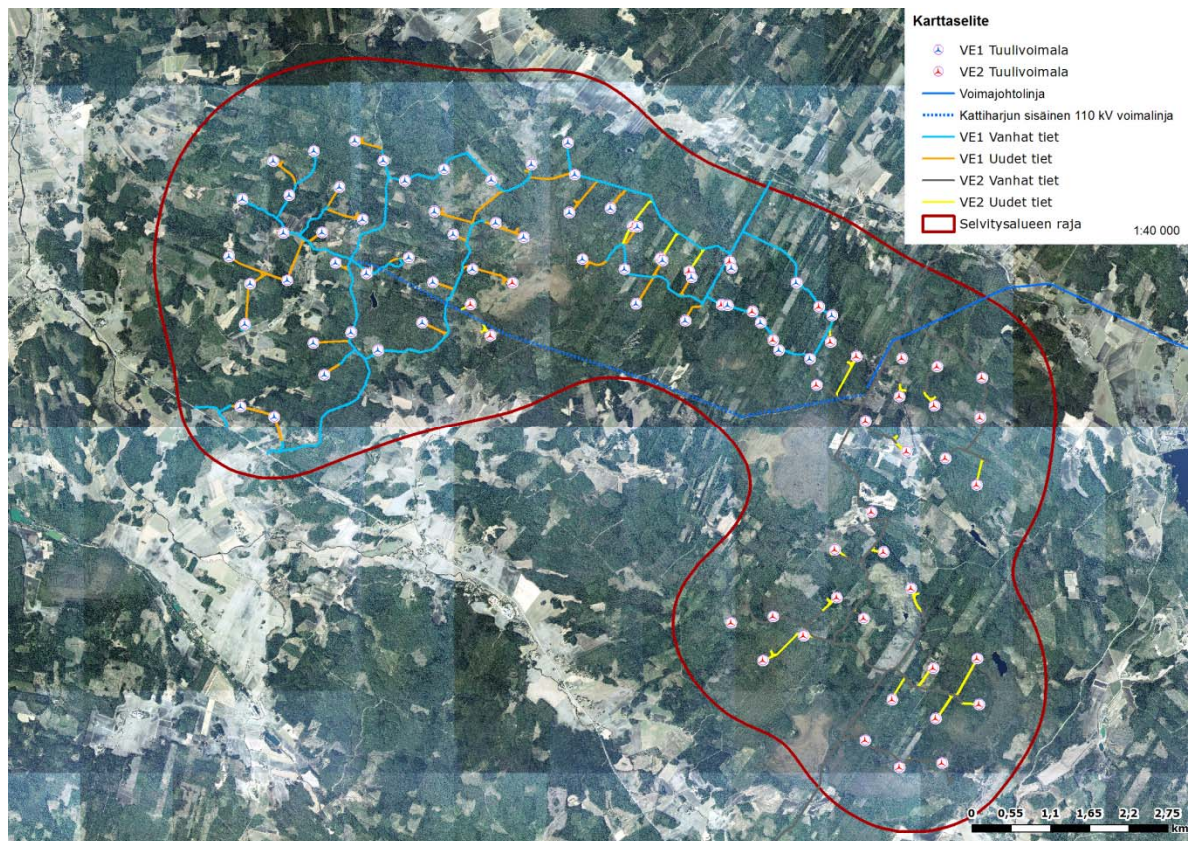 Karttaselite
VE1 Tuulivoimala
VE2 Tuulivoimala
Voimajohtolinja
Kattiharjun sisäinen 110 kV voimalinja
VE1 Vanhat tiet
VE1 Uudet tiet
VE2 Vanhat tiet
VE2 Uudet tiet
Selvitysalueen raja
1:40 000
0 0,55 1,1 1,65 2,2 2,75
km